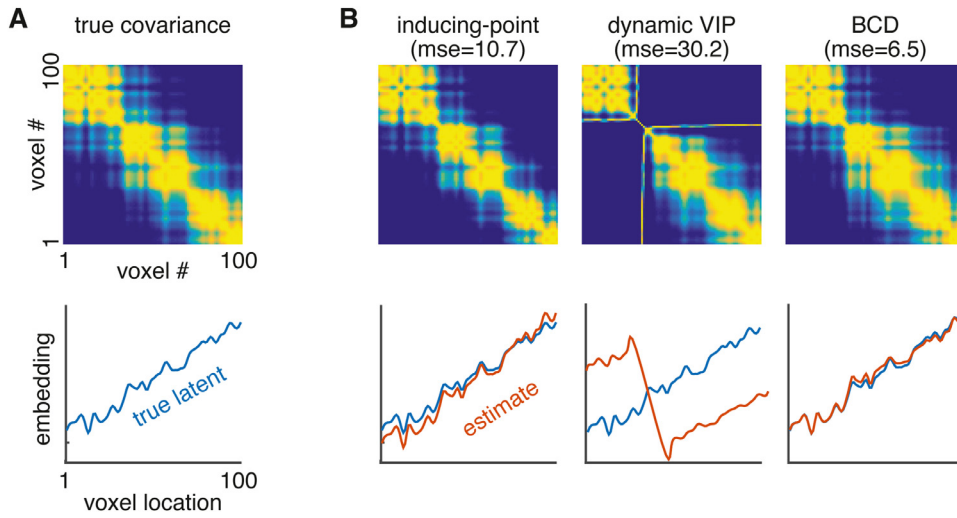 A
true covariance
100
voxel #
1
1
100
voxel #
embedding
true latent
1
100
voxel location
B
inducing-point
(mse=10.7)
dynamic VIP
(mse=30.2)
BCD
(mse=6.5)
estimate